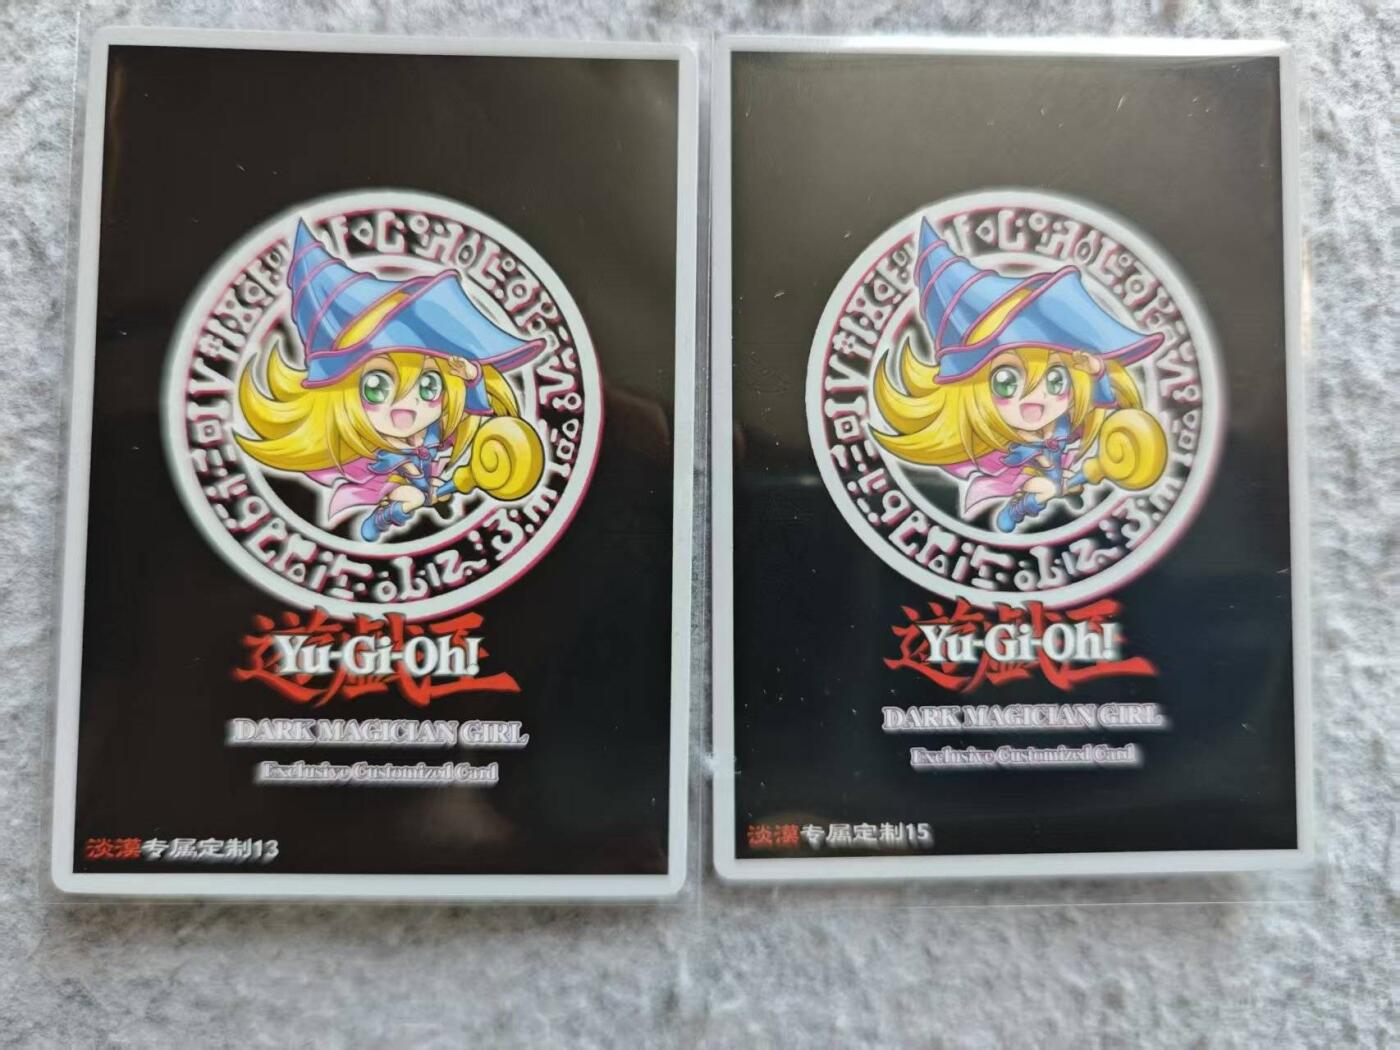 遊戯王
Yu-Gi-Oh!
DARK MAGICIAN GIRL
Exclusive Customized Card
淡漠专属定制13
遊戯王
Yu-Gi-Oh!
DARK MAGICIAN GIRL
Exclusive Customized Card
淡漠专属定制15